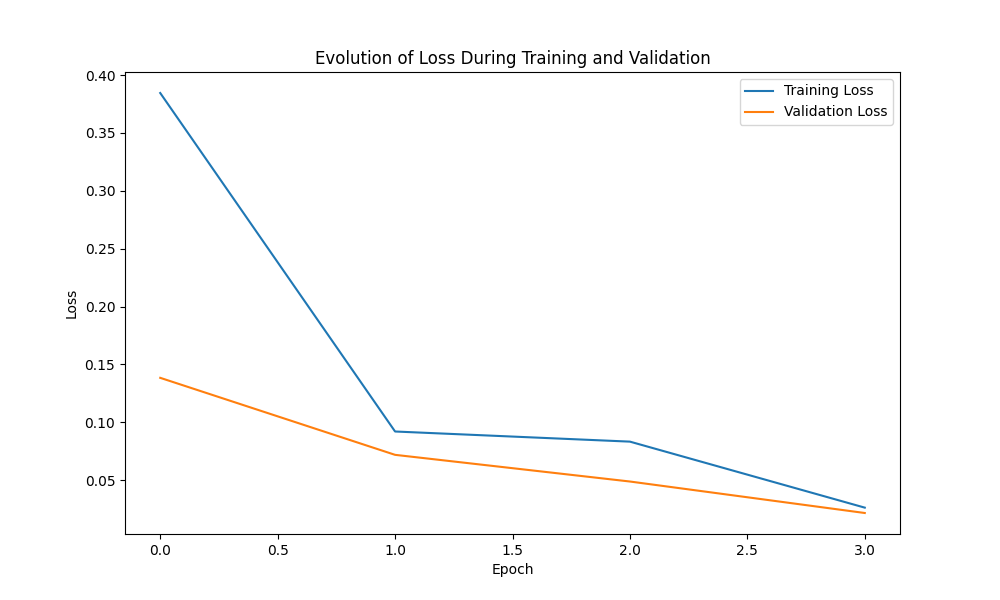 Evolution of Loss During Training and Validation
Training Loss
Validation Loss
0.40
0.35
0.30
0.25
0.20
0.15
0.10
0.05
Loss
0.0 0.5 1.0 1.5 2.0 2.5 3.0
Epoch